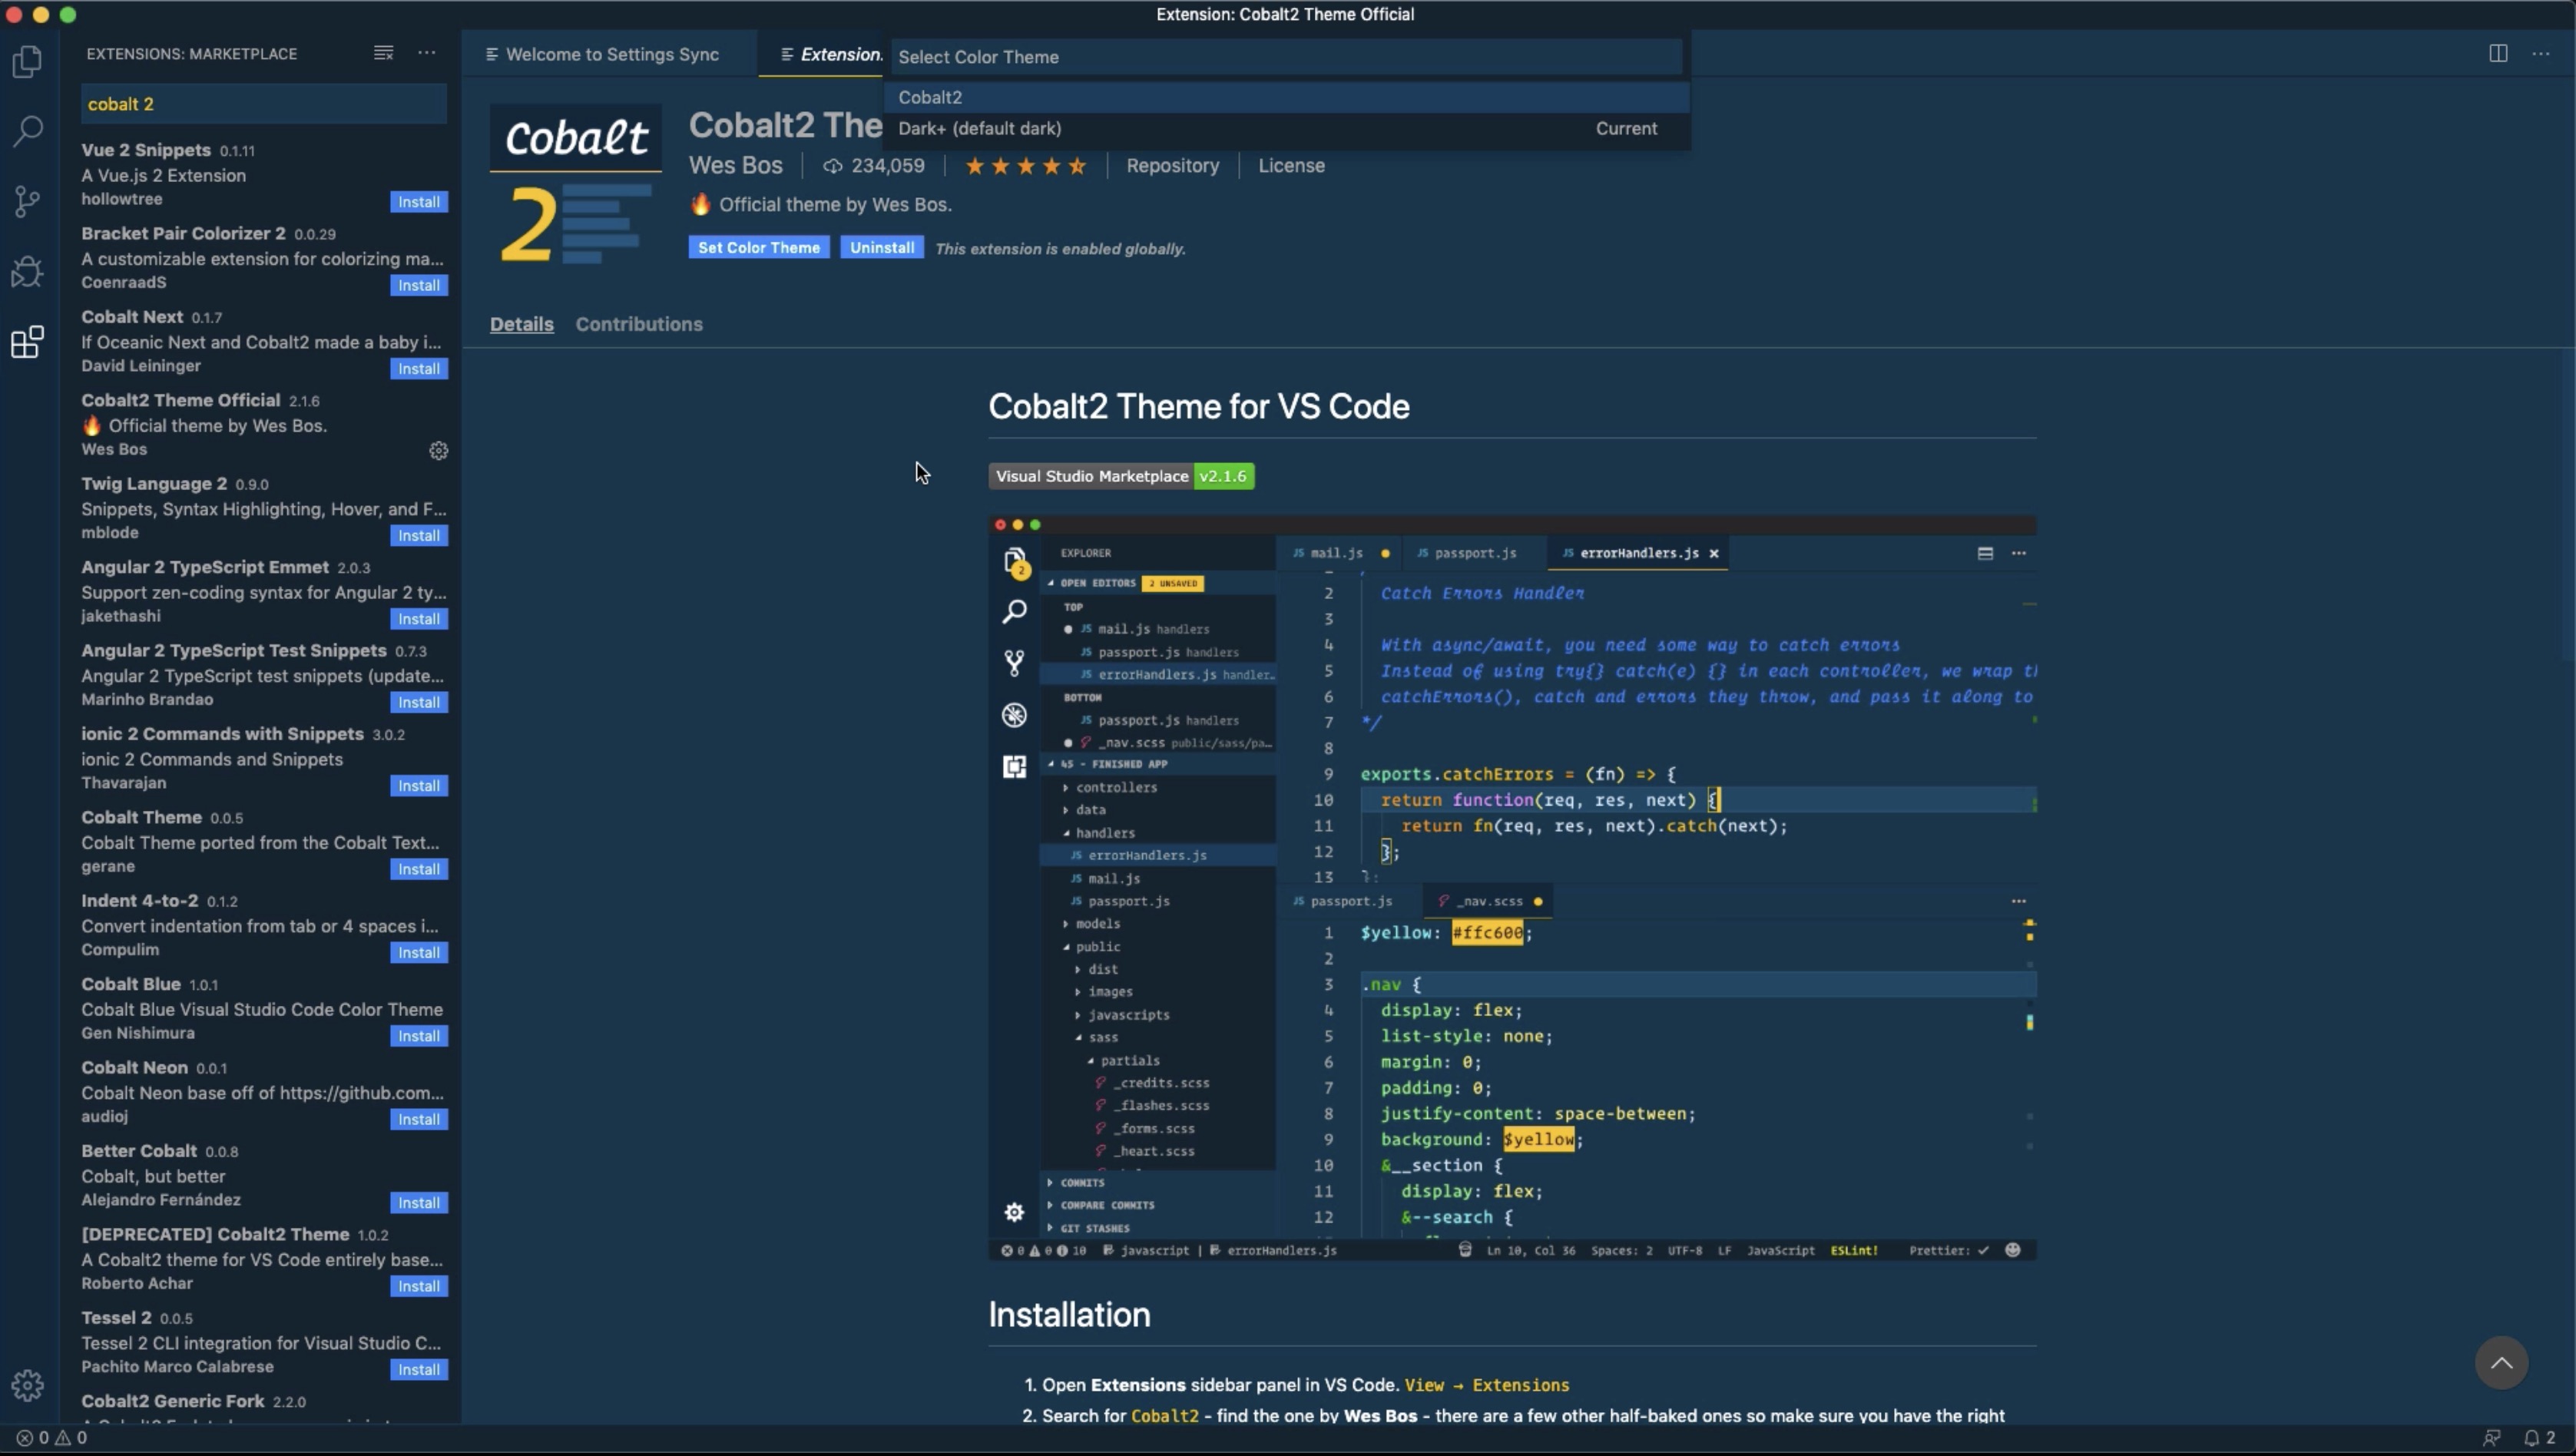 Extension: Cobalt2 Theme Official
EXTENSIONS: MARKETPLACE
cobalt 2
Vue 2 Snippets 0.1.11
A Vue.js 2 Extension
hollowtree
Install
Bracket Pair Colorizer 2 0.0.29
A customizable extension for colorizing ma...
CoenraadS
Install
Cobalt Next 0.1.7
If Oceanic Next and Cobalt2 made a baby i...
David Leininger
Install
Cobalt2 Theme Official 2.1.6
🔥 Official theme by Wes Bos.
Wes Bos
Twig Language 2 0.9.0
Snippets, Syntax Highlighting, Hover, and F...
mblode
Install
Angular 2 TypeScript Emmet 2.0.3
Support zen-coding syntax for Angular 2 ty...
jakethashi
Install
Angular 2 TypeScript Test Snippets 0.7.3
Angular 2 TypeScript test snippets (update...
Marinho Brandao
Install
ionic 2 Commands with Snippets 3.0.2
ionic 2 Commands and Snippets
Thavarajan
Install
Cobalt Theme 0.0.5
Cobalt Theme ported from the Cobalt Text...
gerane
Install
Indent 4-to-2 0.1.2
Convert indentation from tab or 4 spaces i...
Compulim
Install
Cobalt Blue 1.0.1
Cobalt Blue Visual Studio Code Color Theme
Gen Nishimura
Install
Cobalt Neon 0.0.1
Cobalt Neon base off of https://github.com...
audioj
Install
Better Cobalt 0.0.8
Cobalt, but better
Alejandro Fernández
Install
[DEPRECATED] Cobalt2 Theme 1.0.2
A Cobalt2 theme for VS Code entirely base...
Roberto Achar
Install
Tessel 2 0.0.5
Tessel 2 CLI integration for Visual Studio C...
Pachito Marco Calabrese
Install
Cobalt2 Generic Fork 2.2.0
Welcome to Settings Sync
Extension:
Select Color Theme
Cobalt2
Dark+ (default dark) Current
Cobalt
2
Cobalt2 The
Wes Bos 234,059 Repository License
🔥 Official theme by Wes Bos.
Set Color Theme Uninstall This extension is enabled globally.
Details Contributions
Cobalt2 Theme for VS Code
Visual Studio Marketplace v2.1.6
EXPLORER
2
OPEN EDITORS 2 UNSAVED
TOP
JS mail.js handlers
JS passport.js handlers
JS errorHandlers.js handler...
BOTTOM
JS passport.js handlers
_nav.scss public/sass/pa...
45 - FINISHED APP
controllers
data
handlers
JS errorHandlers.js
JS mail.js
JS passport.js
models
public
dist
images
javascripts
sass
partials
_credits.scss
_flashes.scss
_forms.scss
_heart.scss
COMMITS
COMPARE COMMITS
GIT STASHES
JS mail.js JS passport.js JS errorHandlers.js ×
2 Catch Errors Handler
3
4 With async/await, you need some way to catch errors
5 Instead of using try{} catch(e) {} in each controller, we wrap
6 catchErrors(), catch and errors they throw, and pass it along to
7 */
8
9 exports.catchErrors = (fn) => {
10 return function(req, res, next) {
11 return fn(req, res, next).catch(next);
12 };
13
JS passport.js _nav.scss
1 $yellow: #ffc600;
2
3 .nav {
4 display: flex;
5 list-style: none;
6 margin: 0;
7 padding: 0;
8 justify-content: space-between;
9 background: $yellow;
10 &__section {
11 display: flex;
12 &--search {
0 0 10 javascript | errorHandlers.js Ln 10, Col 36 Spaces: 2 UTF-8 LF JavaScript ESLint! Prettier: ✓
Installation
1. Open Extensions sidebar panel in VS Code. View → Extensions
2. Search for Cobalt2 - find the one by Wes Bos - there are a few other half-baked ones so make sure you have the right
0 0
2